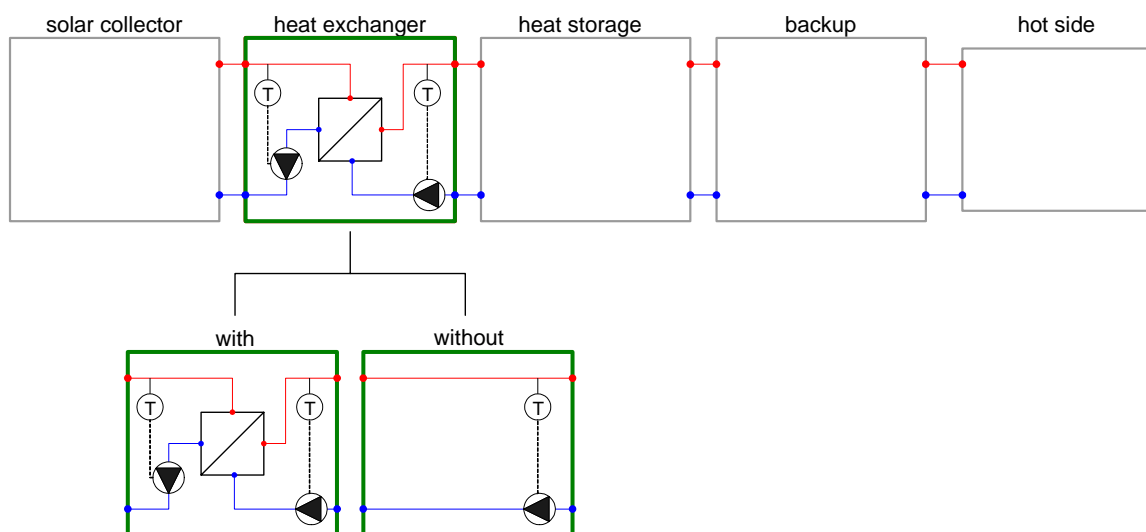 solar collector heat exchanger heat storage backup hot side
T T
with without
T T T